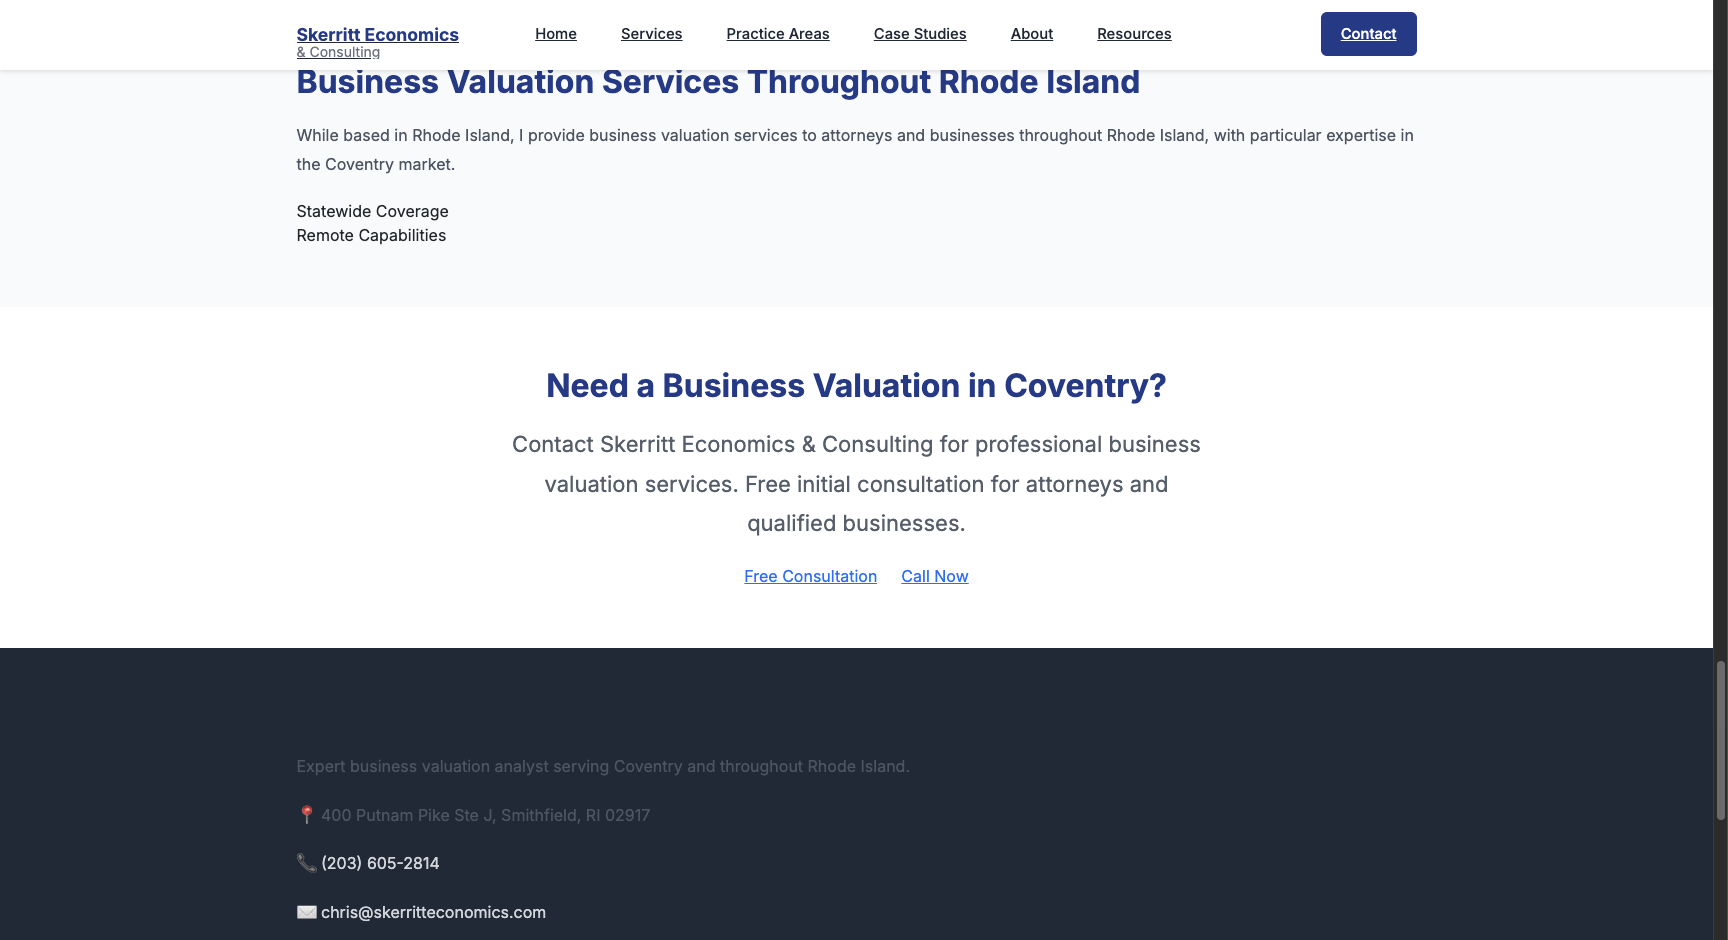 Skerritt Economics
& Consulting
Home
Services
Practice Areas
Case Studies
About
Resources
Contact
Business Valuation Services Throughout Rhode Island
While based in Rhode Island, I provide business valuation services to attorneys and businesses throughout Rhode Island, with particular expertise in
the Coventry market.
Statewide Coverage
Remote Capabilities
Need a Business Valuation in Coventry?
Contact Skerritt Economics & Consulting for professional business
valuation services. Free initial consultation for attorneys and
qualified businesses.
Free Consultation
Call Now
Expert business valuation analyst serving Coventry and throughout Rhode Island.
📍 400 Putnam Pike Ste J, Smithfield, RI 02917
📞 (203) 605-2814
✉️ chris@skerritteconomics.com